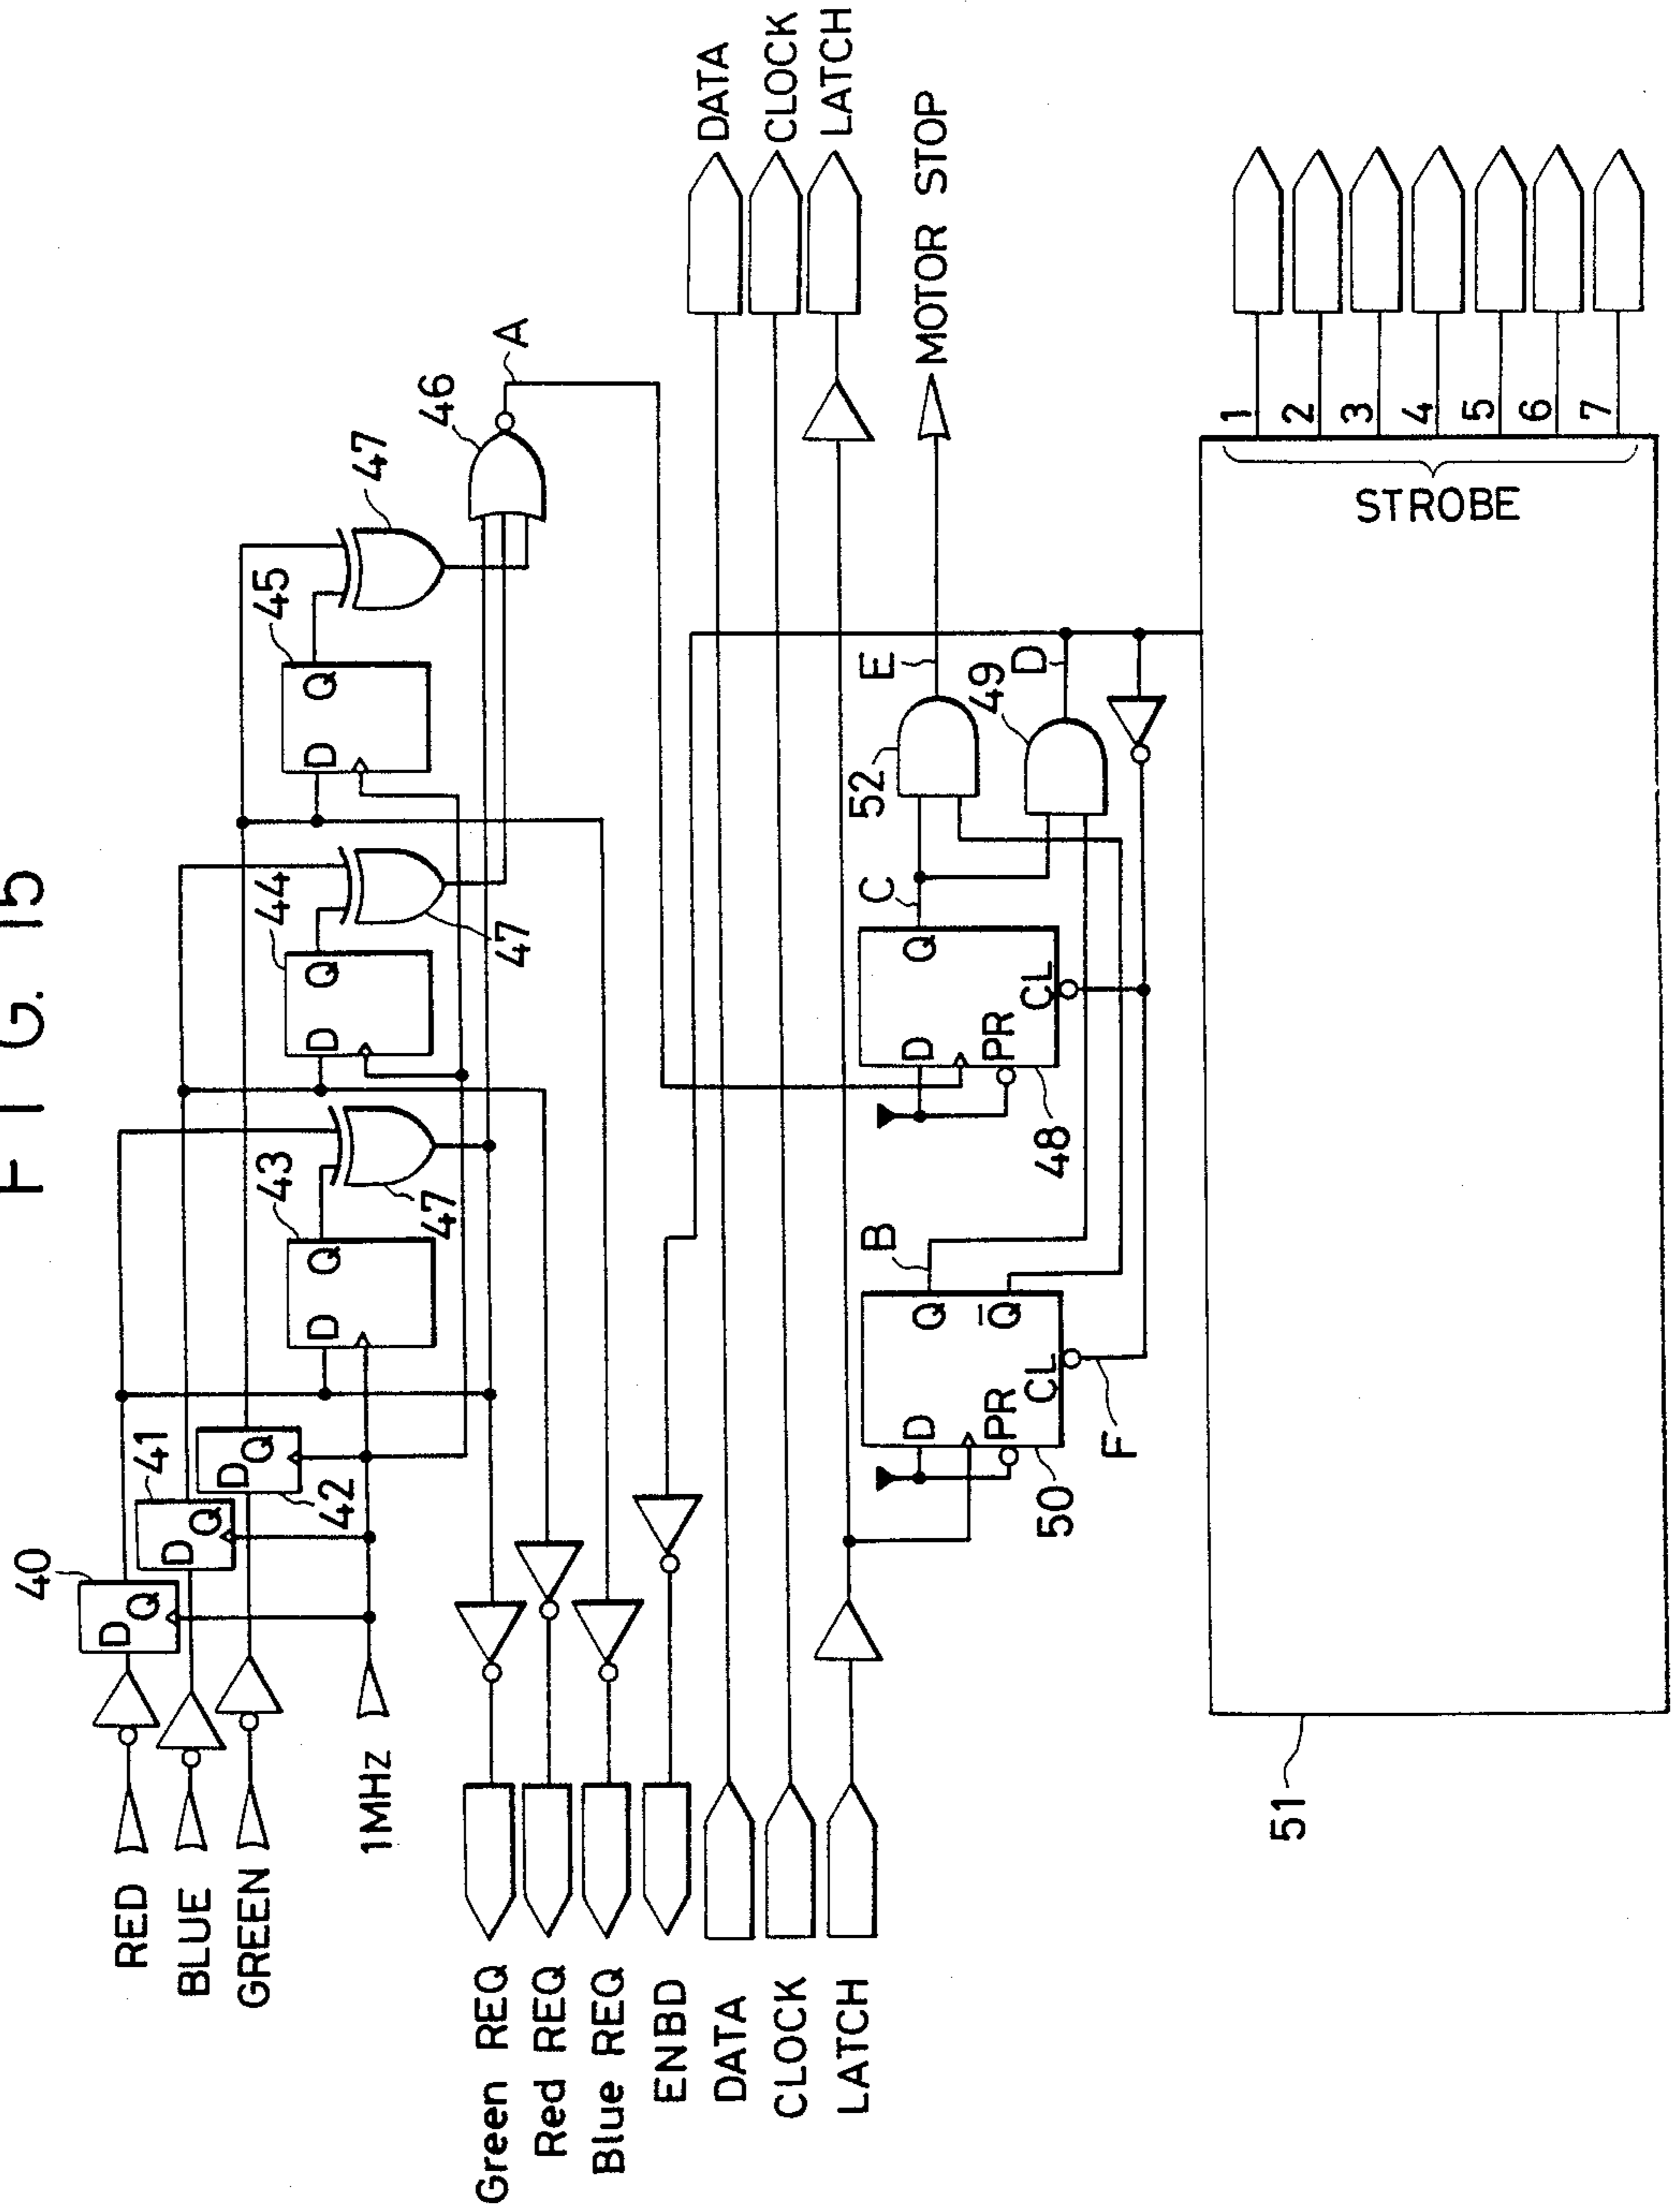 FIG. 15
RED
BLUE
GREEN
1MHz
40
D
Q
41
D
Q
42
D
Q
43
D
Q
47
44
D
Q
47
45
D
Q
47
46
A
Green REQ
Red REQ
Blue REQ
ENBD
DATA
CLOCK
LATCH
DATA
CLOCK
LATCH
MOTOR STOP
50
D
PR
CL
Q
Q̅
B
F
48
D
PR
CL
Q
C
52
E
49
D
51
STROBE
1
2
3
4
5
6
7